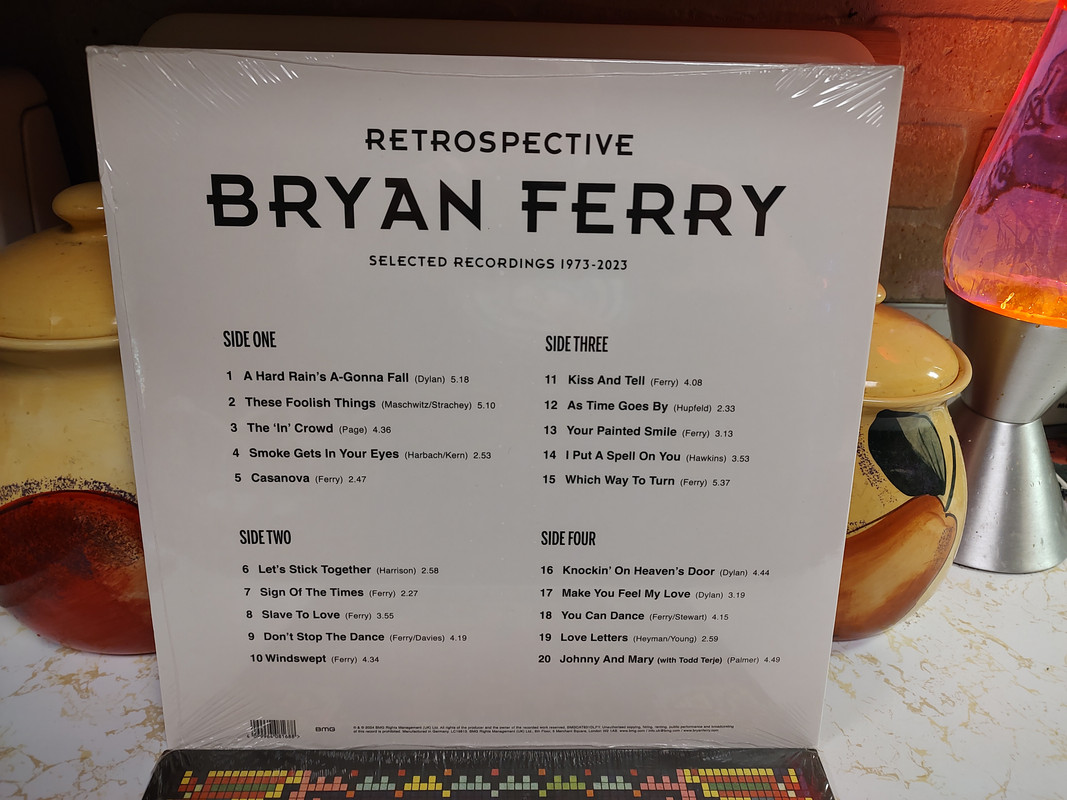 RETROSPECTIVE
BRYAN FERRY
SELECTED RECORDINGS 1973-2023
SIDE ONE
1 A Hard Rain's A-Gonna Fall (Dylan) 5.18
2 These Foolish Things (Maschwitz/Strachey) 5.10
3 The 'In' Crowd (Page) 4.36
4 Smoke Gets In Your Eyes (Harbach/Kern) 2.53
5 Casanova (Ferry) 2.47
SIDE TWO
6 Let's Stick Together (Harrison) 2.58
7 Sign Of The Times (Ferry) 2.27
8 Slave To Love (Ferry) 3.55
9 Don't Stop The Dance (Ferry/Davies) 4.19
10 Windswept (Ferry) 4.34
SIDE THREE
11 Kiss And Tell (Ferry) 4.08
12 As Time Goes By (Hupfeld) 2.33
13 Your Painted Smile (Ferry) 3.13
14 I Put A Spell On You (Hawkins) 3.53
15 Which Way To Turn (Ferry) 5.37
SIDE FOUR
16 Knockin' On Heaven's Door (Dylan) 4.44
17 Make You Feel My Love (Dylan) 3.19
18 You Can Dance (Ferry/Stewart) 4.15
19 Love Letters (Heyman/Young) 2.59
20 Johnny And Mary (with Todd Terje) (Palmer) 4.49
BMG